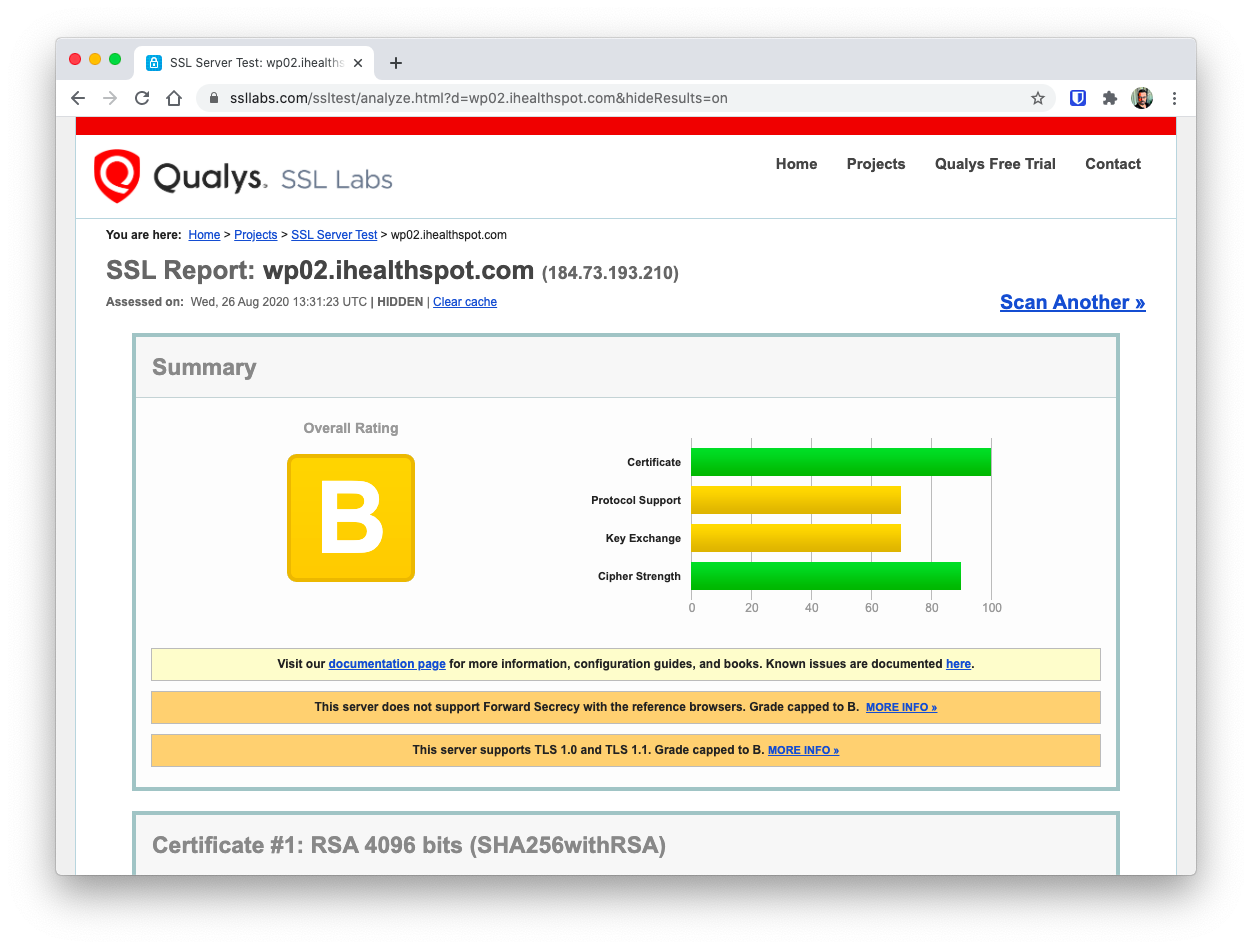 SSL Server Test: wp02.ihealths
ssllabs.com/ssltest/analyze.html?d=wp02.ihealthspot.com&hideResults=on
Qualys. SSL Labs
Home Projects Qualys Free Trial Contact
You are here: Home > Projects > SSL Server Test > wp02.ihealthspot.com
SSL Report: wp02.ihealthspot.com (184.73.193.210)
Assessed on: Wed, 26 Aug 2020 13:31:23 UTC | HIDDEN | Clear cache
Scan Another »
Summary
Overall Rating
B
Certificate
Protocol Support
Key Exchange
Cipher Strength
0 20 40 60 80 100
Visit our documentation page for more information, configuration guides, and books. Known issues are documented here.
This server does not support Forward Secrecy with the reference browsers. Grade capped to B. MORE INFO »
This server supports TLS 1.0 and TLS 1.1. Grade capped to B. MORE INFO »
Certificate #1: RSA 4096 bits (SHA256withRSA)